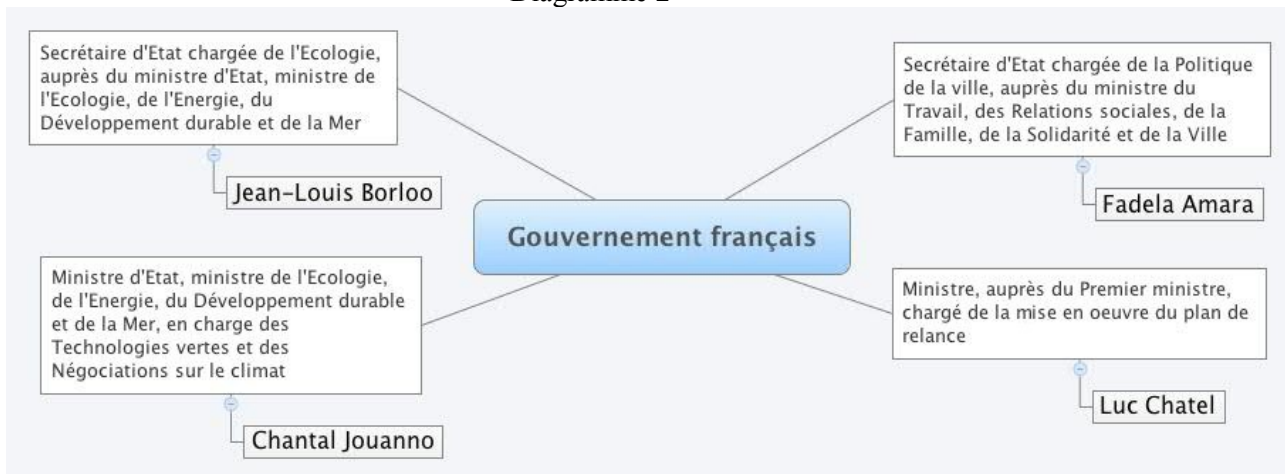 Diagramme 2
Secrétaire d'Etat chargée de l'Ecologie,
auprès du ministre d'Etat, ministre de
l'Ecologie, de l'Energie, du
Développement durable et de la Mer
Jean-Louis Borloo
Ministre d'Etat, ministre de l'Ecologie,
de l'Energie, du Développement durable
et de la Mer, en charge des
Technologies vertes et des
Négociations sur le climat
Chantal Jouanno
Gouvernement français
Secrétaire d'Etat chargée de la Politique
de la ville, auprès du ministre du
Travail, des Relations sociales, de la
Famille, de la Solidarité et de la Ville
Fadela Amara
Ministre, auprès du Premier ministre,
chargé de la mise en oeuvre du plan de
relance
Luc Chatel